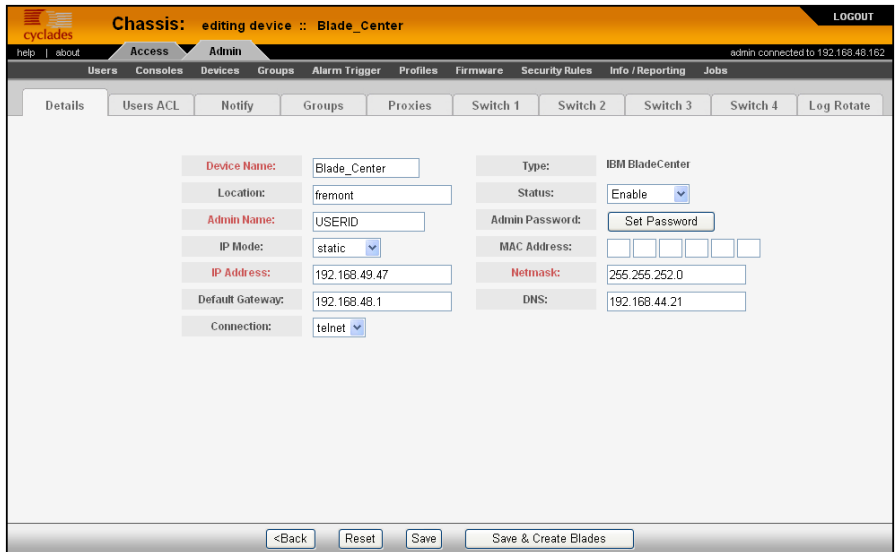 cyclades
Chassis: editing device :: Blade_Center
LOGOUT
help | about
Access
Admin
admin connected to 192.168.48.162
Users Consoles Devices Groups Alarm Trigger Profiles Firmware Security Rules Info / Reporting Jobs
Details Users ACL Notify Groups Proxies Switch 1 Switch 2 Switch 3 Switch 4 Log Rotate
Device Name: Blade_Center Type: IBM BladeCenter
Location: fremont Status: Enable
Admin Name: USERID Admin Password: Set Password
IP Mode: static MAC Address:
IP Address: 192.168.49.47 Netmask: 255.255.252.0
Default Gateway: 192.168.48.1 DNS: 192.168.44.21
Connection: telnet
<Back Reset Save Save & Create Blades